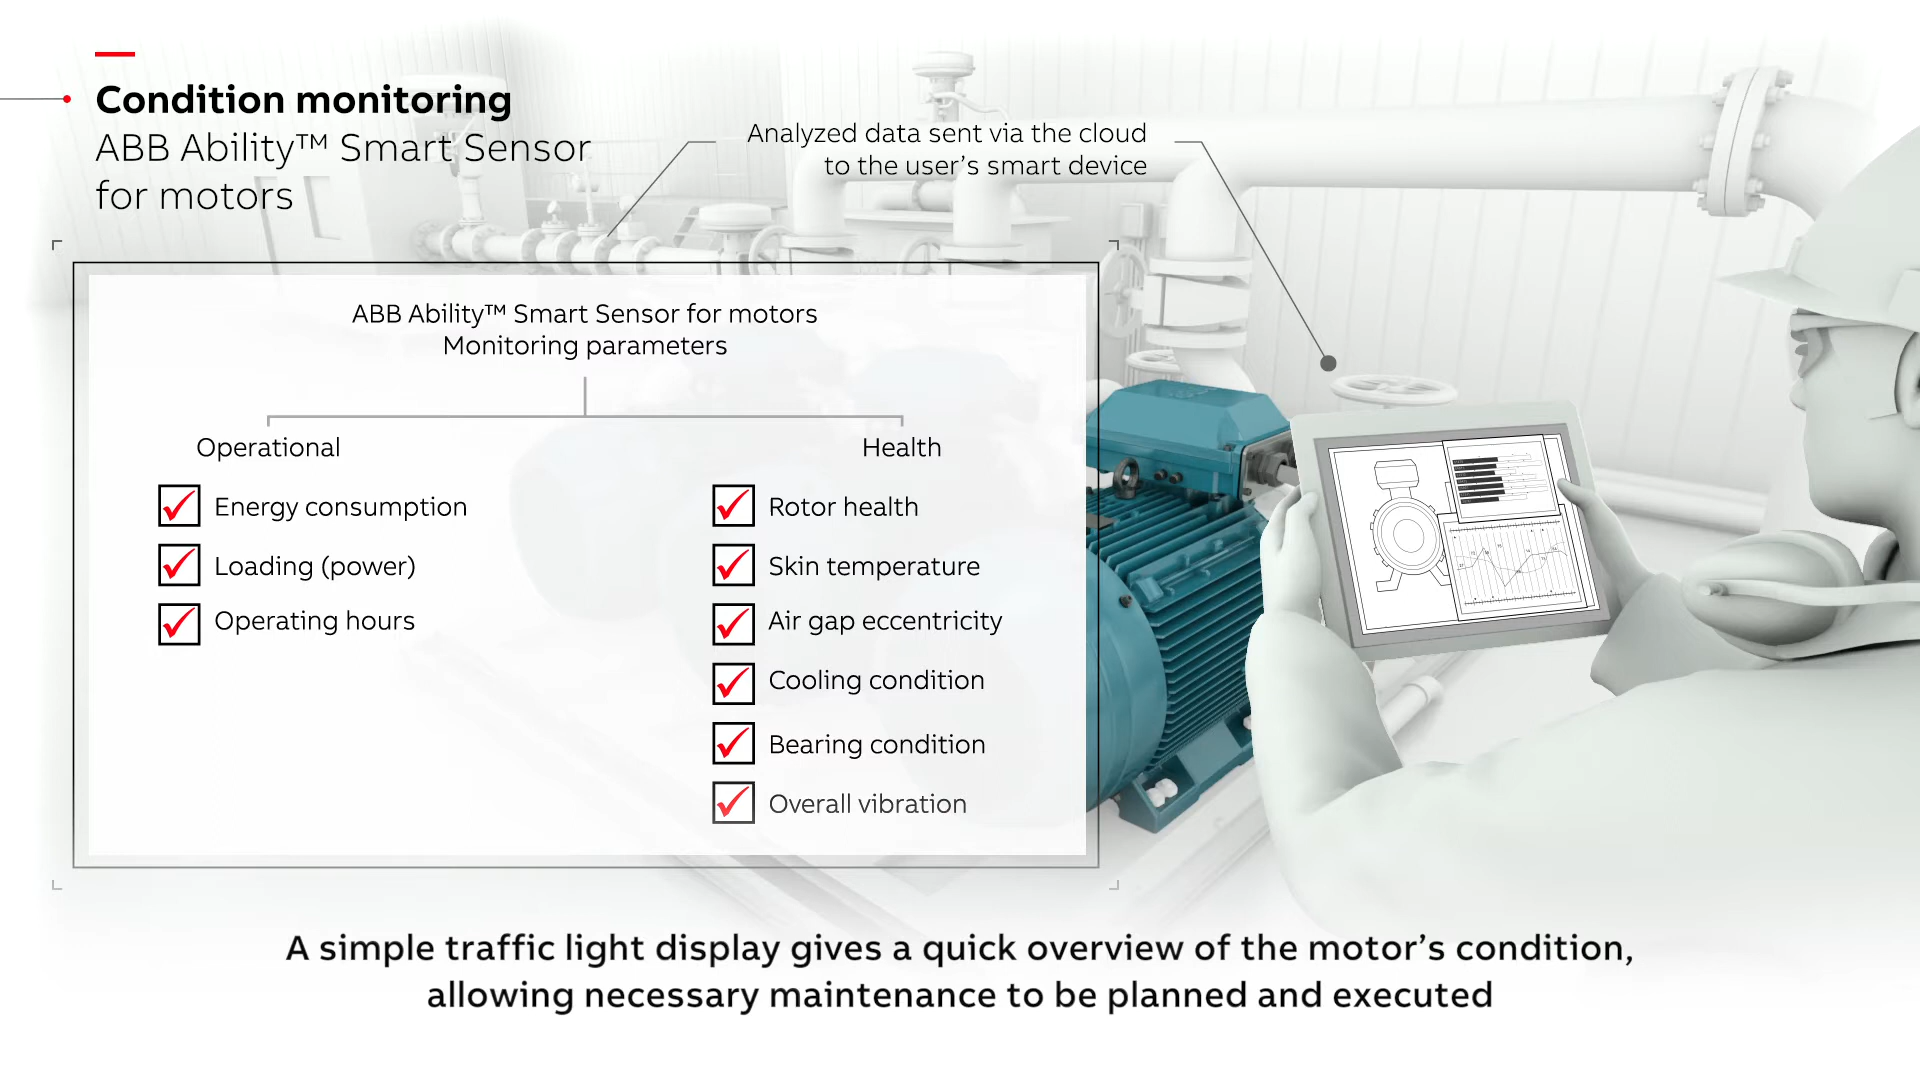 Condition monitoring
ABB Ability™ Smart Sensor
for motors
Analyzed data sent via the cloud
to the user’s smart device
ABB Ability™ Smart Sensor for motors
Monitoring parameters
Operational
Energy consumption
Loading (power)
Operating hours
Health
Rotor health
Skin temperature
Air gap eccentricity
Cooling condition
Bearing condition
Overall vibration
A simple traffic light display gives a quick overview of the motor’s condition,
allowing necessary maintenance to be planned and executed